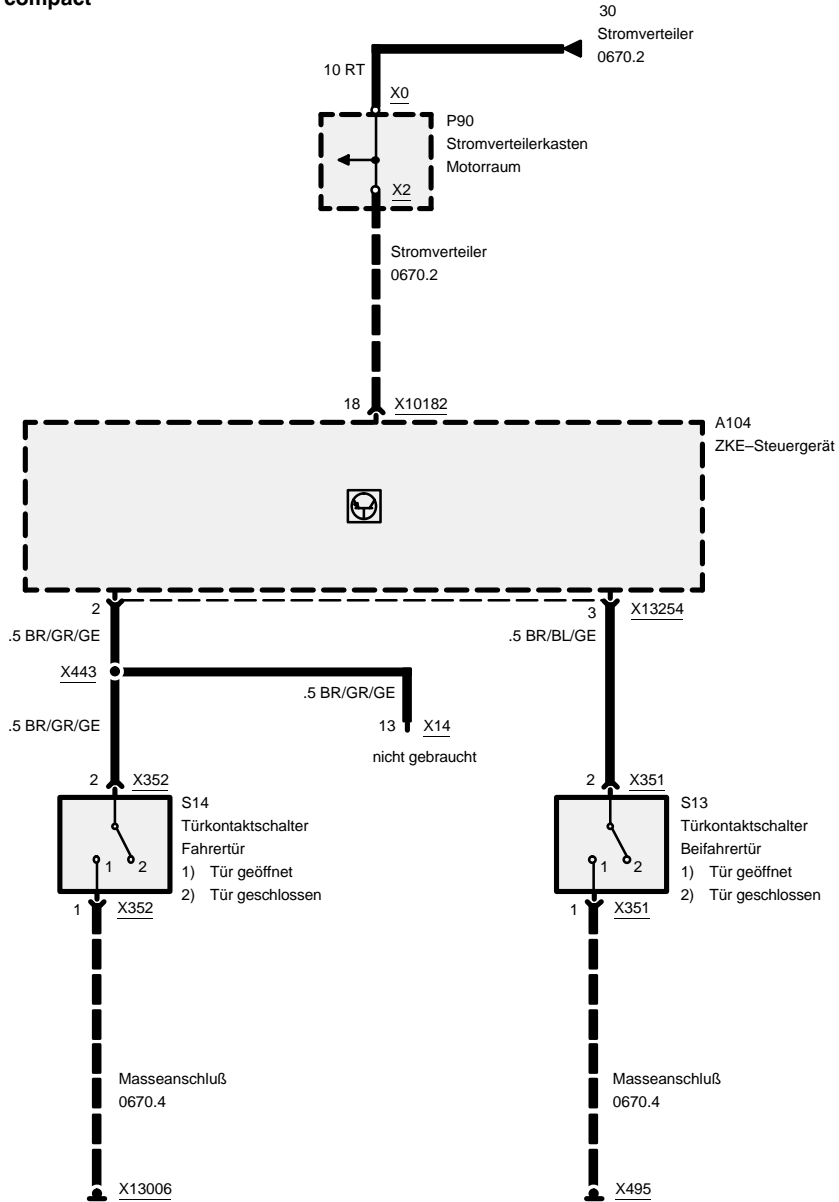 compact
30
Stromverteiler
0670.2
10 RT
X0
P90
Stromverteilerkasten
Motorraum
X2
Stromverteiler
0670.2
18
X10182
A104
ZKE–Steuergerät
2
3
X13254
.5 BR/GR/GE
.5 BR/BL/GE
X443
.5 BR/GR/GE
.5 BR/GR/GE
13
X14
nicht gebraucht
2
X352
S14
Türkontaktschalter
Fahrertür
1) Tür geöffnet
2) Tür geschlossen
1
2
1
X352
2
X351
S13
Türkontaktschalter
Beifahrertür
1) Tür geöffnet
2) Tür geschlossen
1
2
1
X351
Masseanschluß
0670.4
Masseanschluß
0670.4
X13006
X495